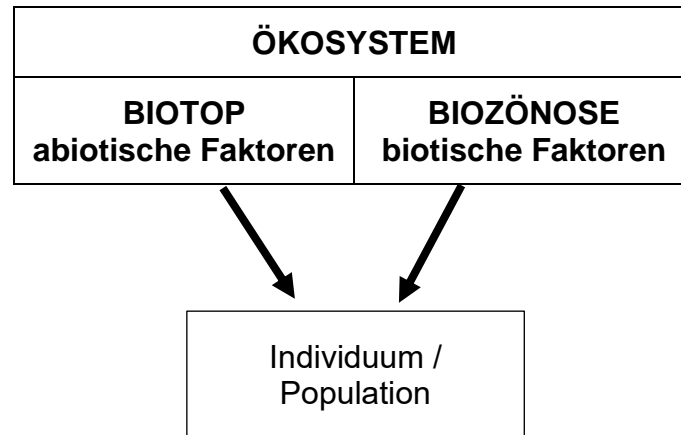 ÖKOSYSTEM
BIOTOP
abiotische Faktoren
BIOZÖNOSE
biotische Faktoren
Individuum /
Population